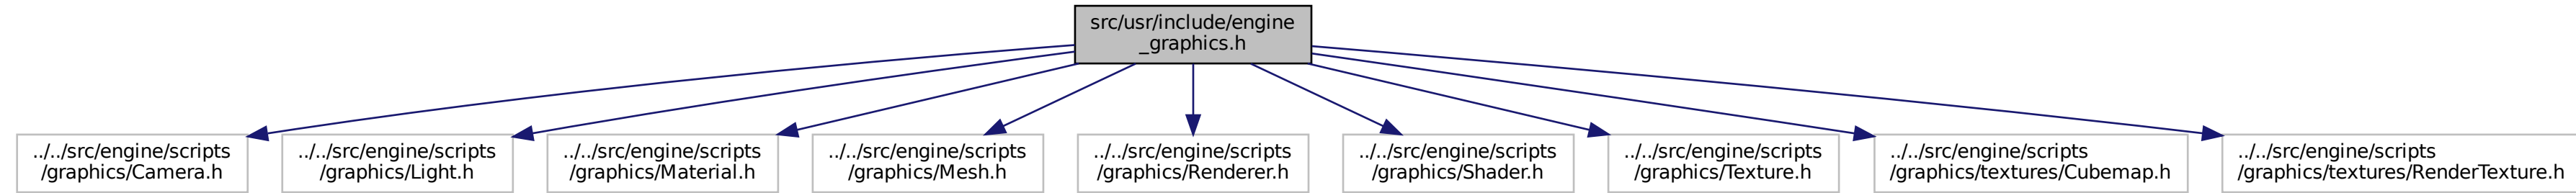 src/usr/include/engine
_graphics.h
../../src/engine/scripts
/graphics/Camera.h
../../src/engine/scripts
/graphics/Light.h
../../src/engine/scripts
/graphics/Material.h
../../src/engine/scripts
/graphics/Mesh.h
../../src/engine/scripts
/graphics/Renderer.h
../../src/engine/scripts
/graphics/Shader.h
../../src/engine/scripts
/graphics/Texture.h
../../src/engine/scripts
/graphics/textures/Cubemap.h
../../src/engine/scripts
/graphics/textures/RenderTexture.h